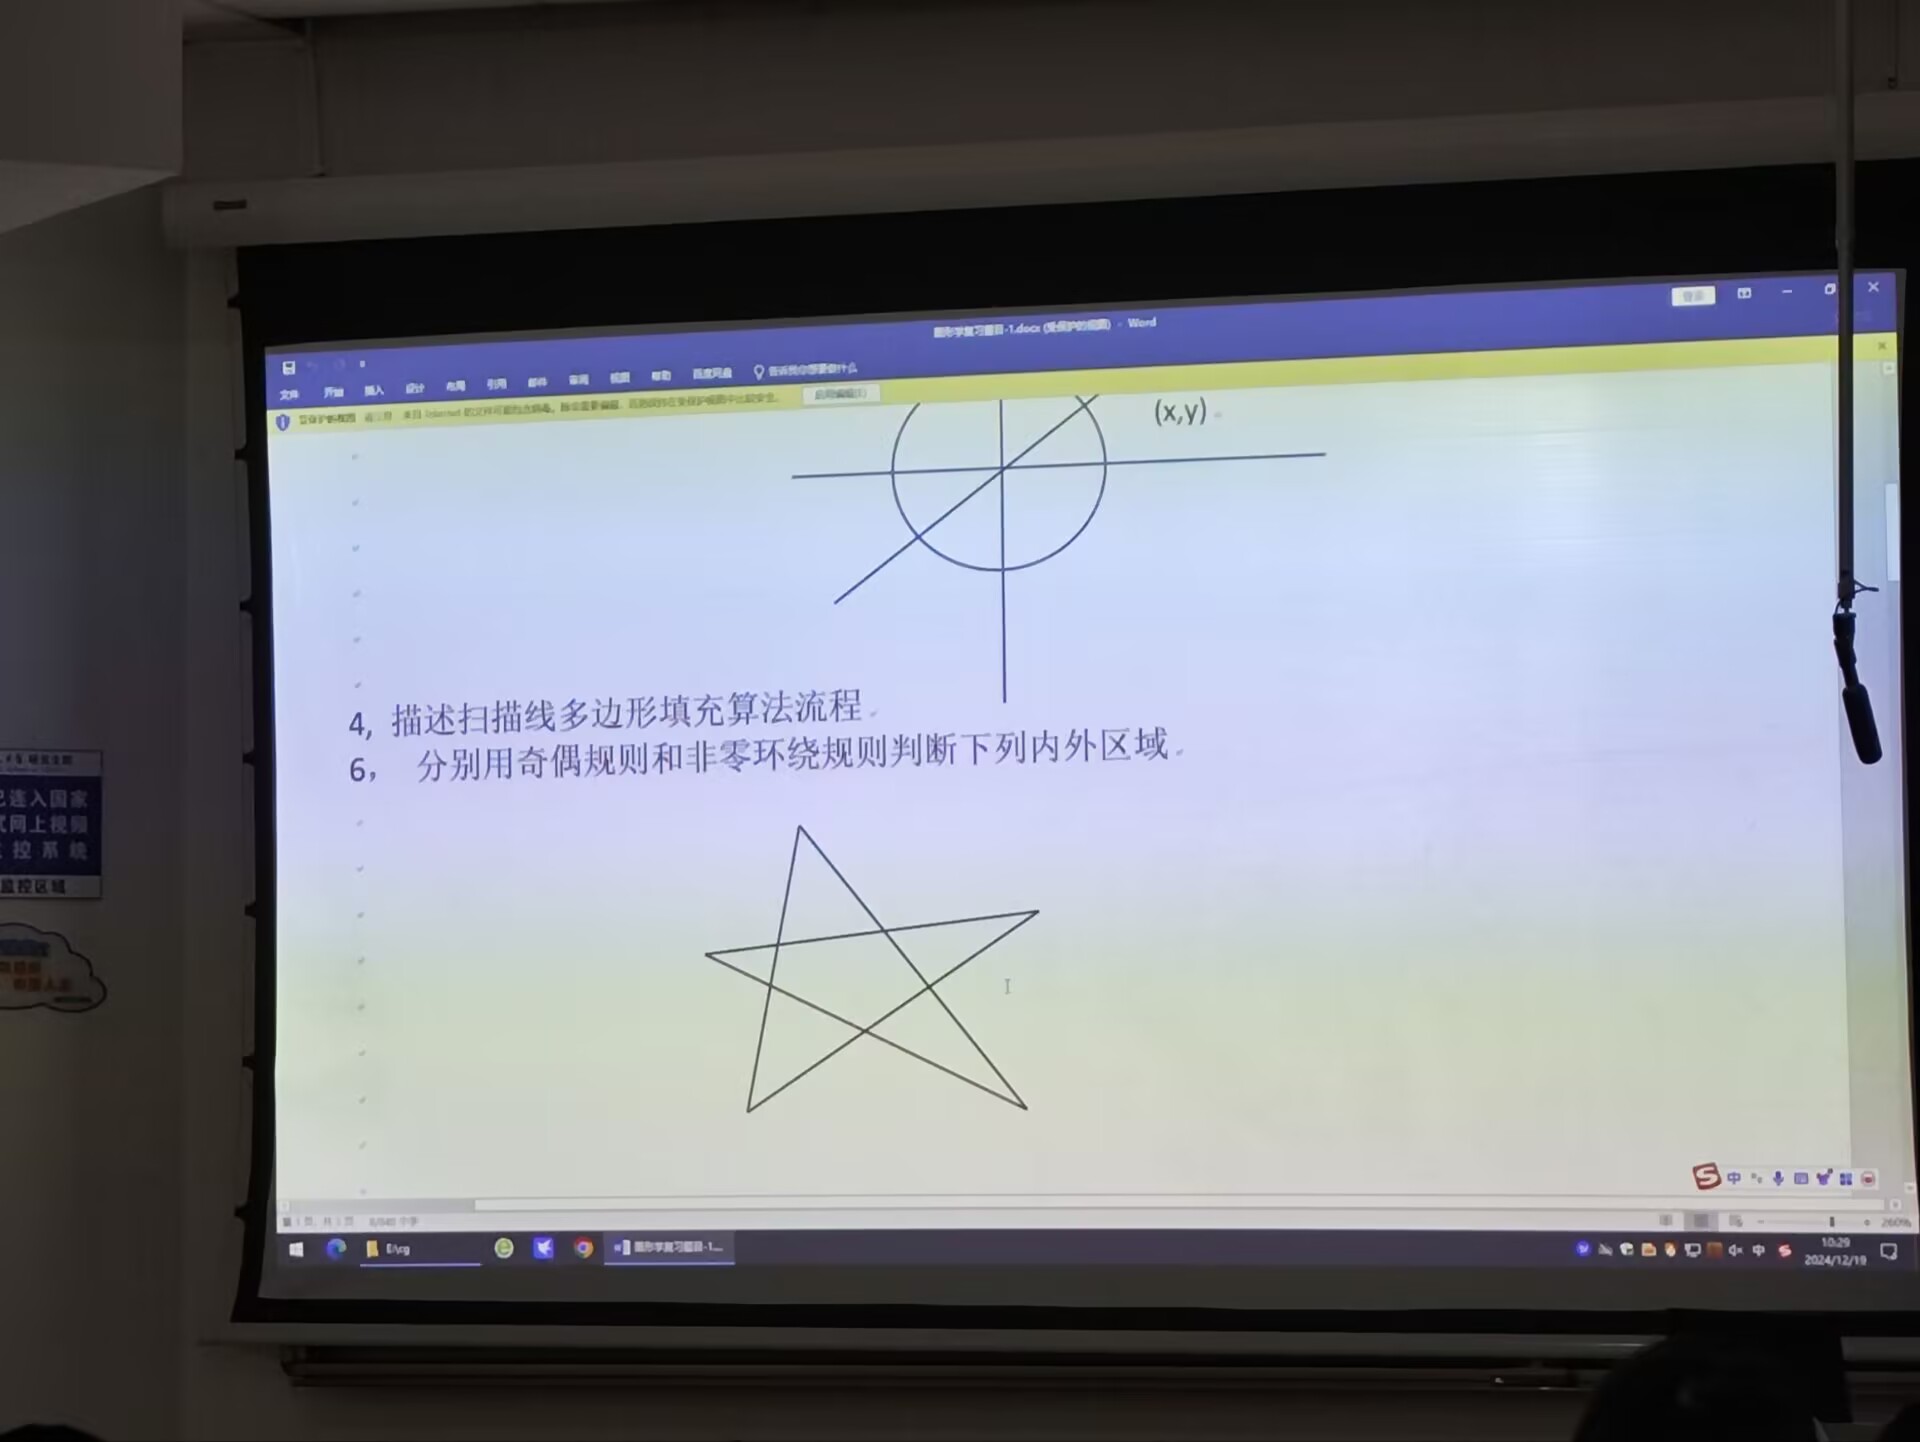 图形学复习题目-1.docx (受保护的视图) - Word
登录
文件 开始 插入 设计 布局 引用 邮件 审阅 视图 帮助 百度网盘 告诉我你想要做什么
受保护的视图 启用编辑(E)
(x,y)
4, 描述扫描线多边形填充算法流程
6, 分别用奇偶规则和非零环绕规则判断下列内外区域
已连入国家
式网上视频
控系统
监控区域
中
260%
E:\cg
图形学复习题目-1....
中
10:29
2024/12/19